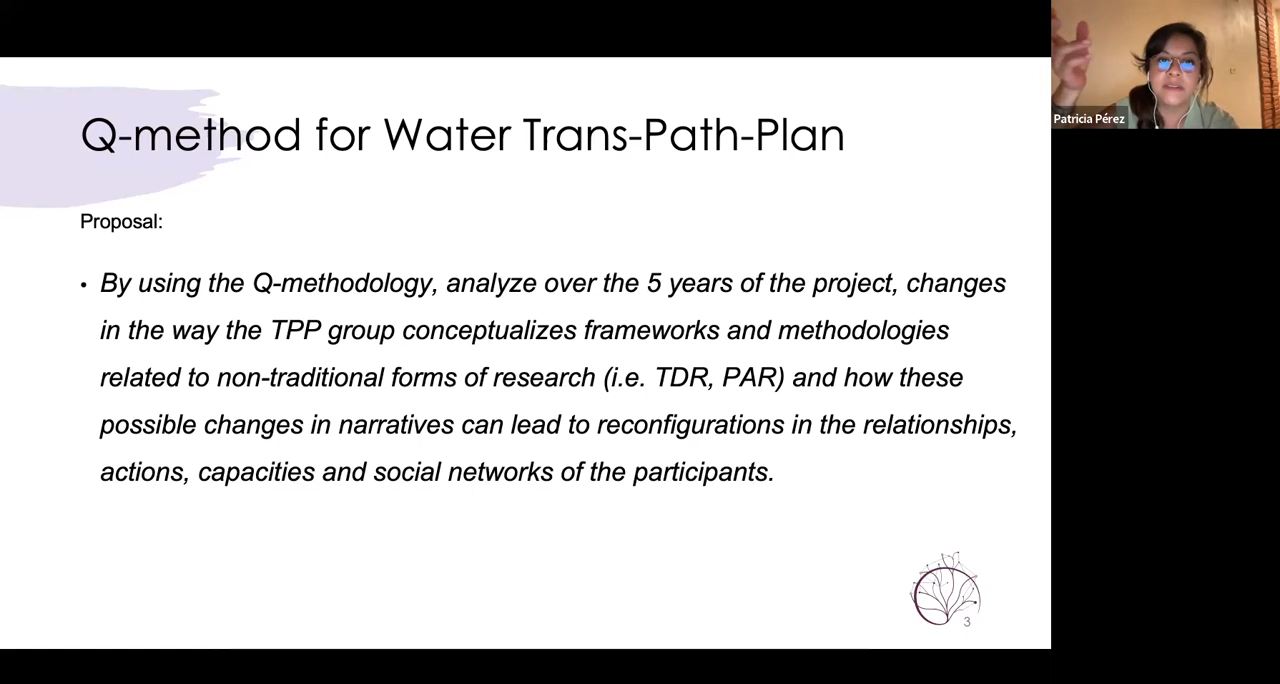 Q-method for Water Trans-Path-Plan
Proposal:
• By using the Q-methodology, analyze over the 5 years of the project, changes
in the way the TPP group conceptualizes frameworks and methodologies
related to non-traditional forms of research (i.e. TDR, PAR) and how these
possible changes in narratives can lead to reconfigurations in the relationships,
actions, capacities and social networks of the participants.
3
Patricia Pérez